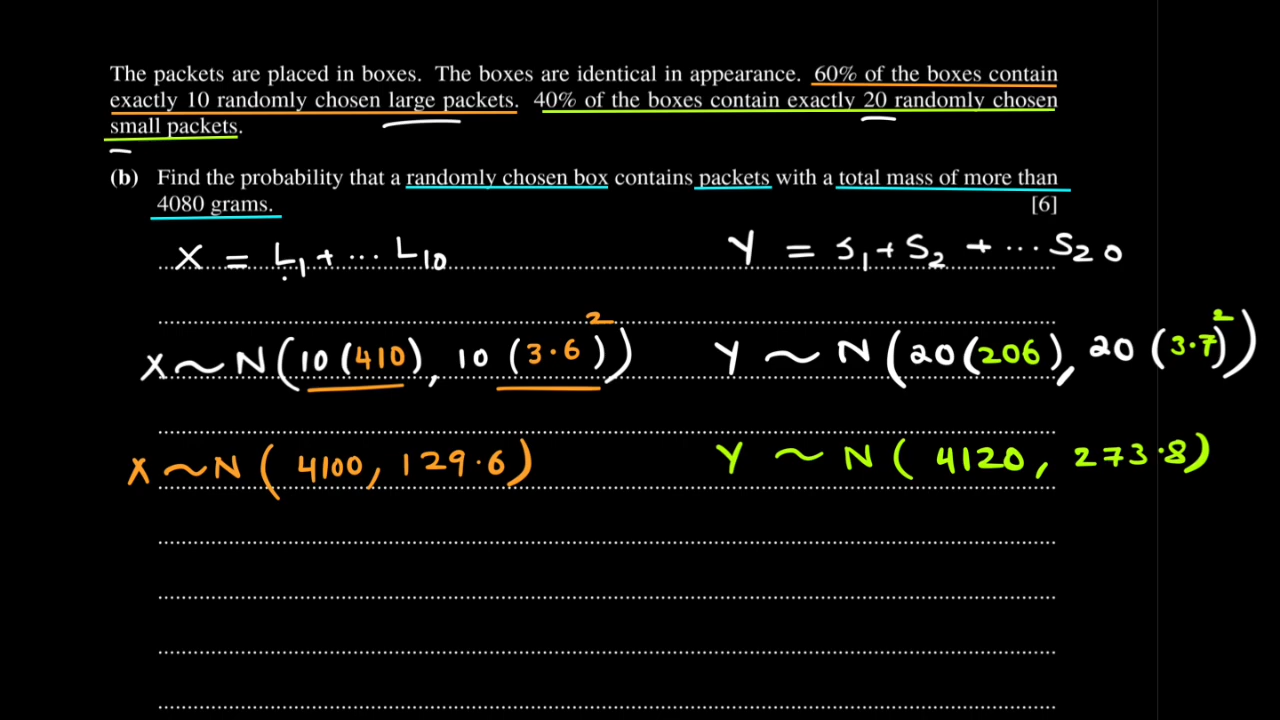 The packets are placed in boxes. The boxes are identical in appearance. 60% of the boxes contain
exactly 10 randomly chosen large packets. 40% of the boxes contain exactly 20 randomly chosen
small packets.
(b) Find the probability that a randomly chosen box contains packets with a total mass of more than
4080 grams. [6]
X = L₁ + ... L₁₀ Y = S₁ + S₂ + ... S₂₀
X ~ N(10(410), 10(3.6)²) Y ~ N(20(206), 20(3.7)²)
X ~ N(4100, 129.6) Y ~ N(4120, 273.8)